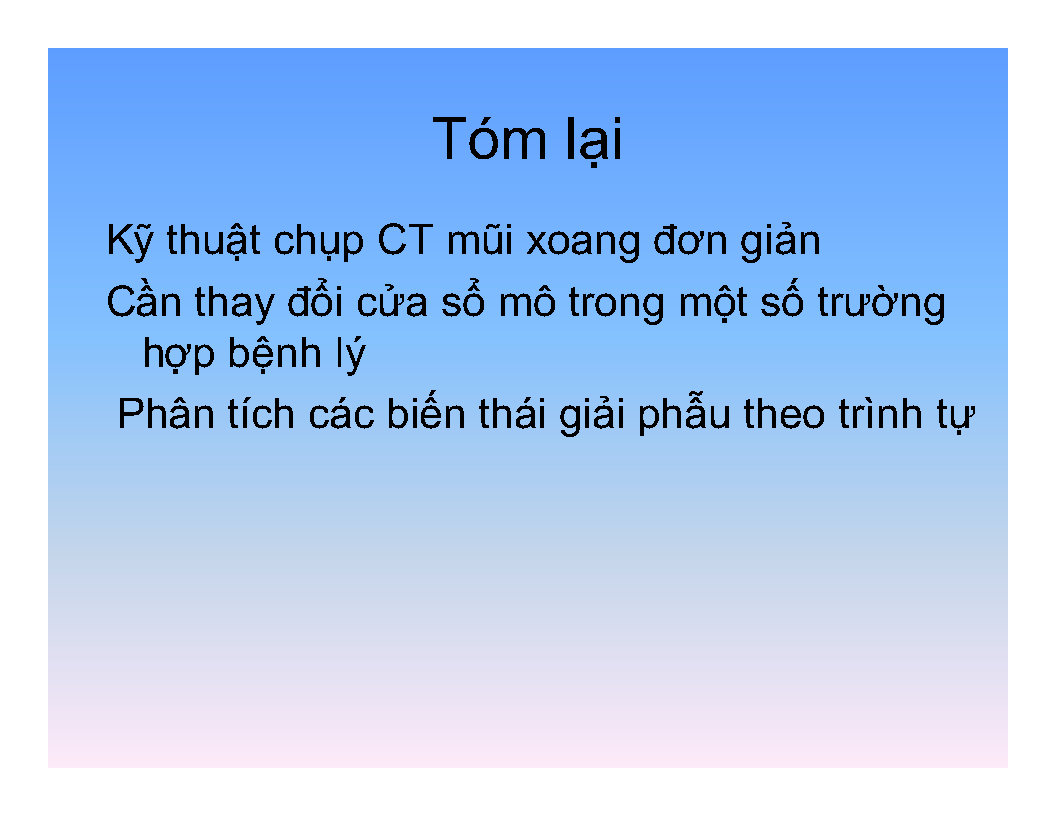 Tóm lại
Kỹ thuật chụp CT mũi xoang đơn giản
Cần thay đổi cửa sổ mô trong một số trường
hợp bệnh lý
Phân tích các biến thái giải phẫu theo trình tự